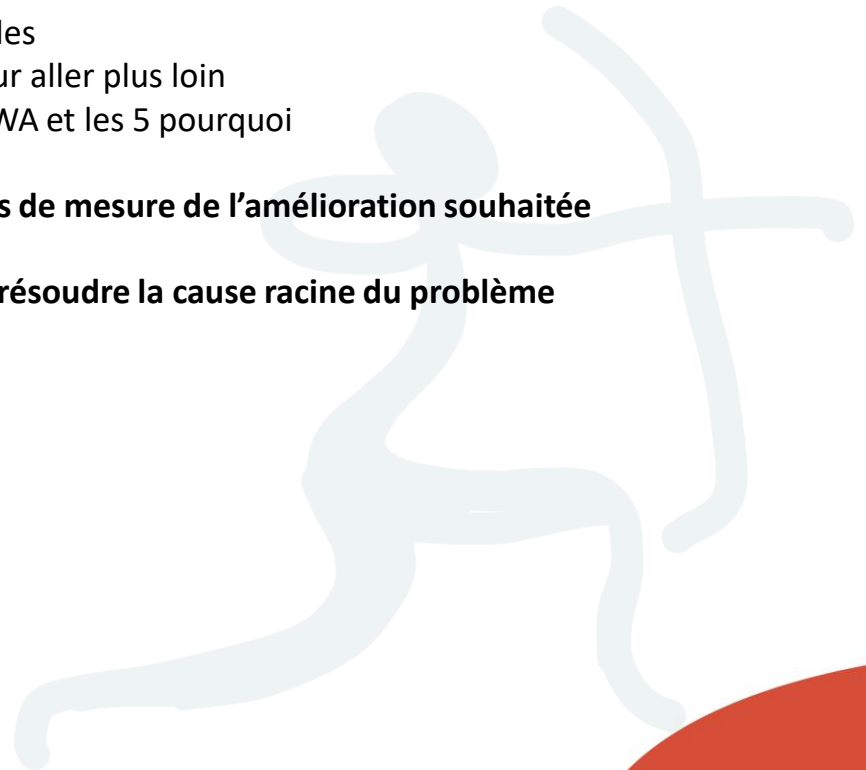 les
ur aller plus loin
WA et les 5 pourquoi
s de mesure de l’amélioration souhaitée
résoudre la cause racine du problème